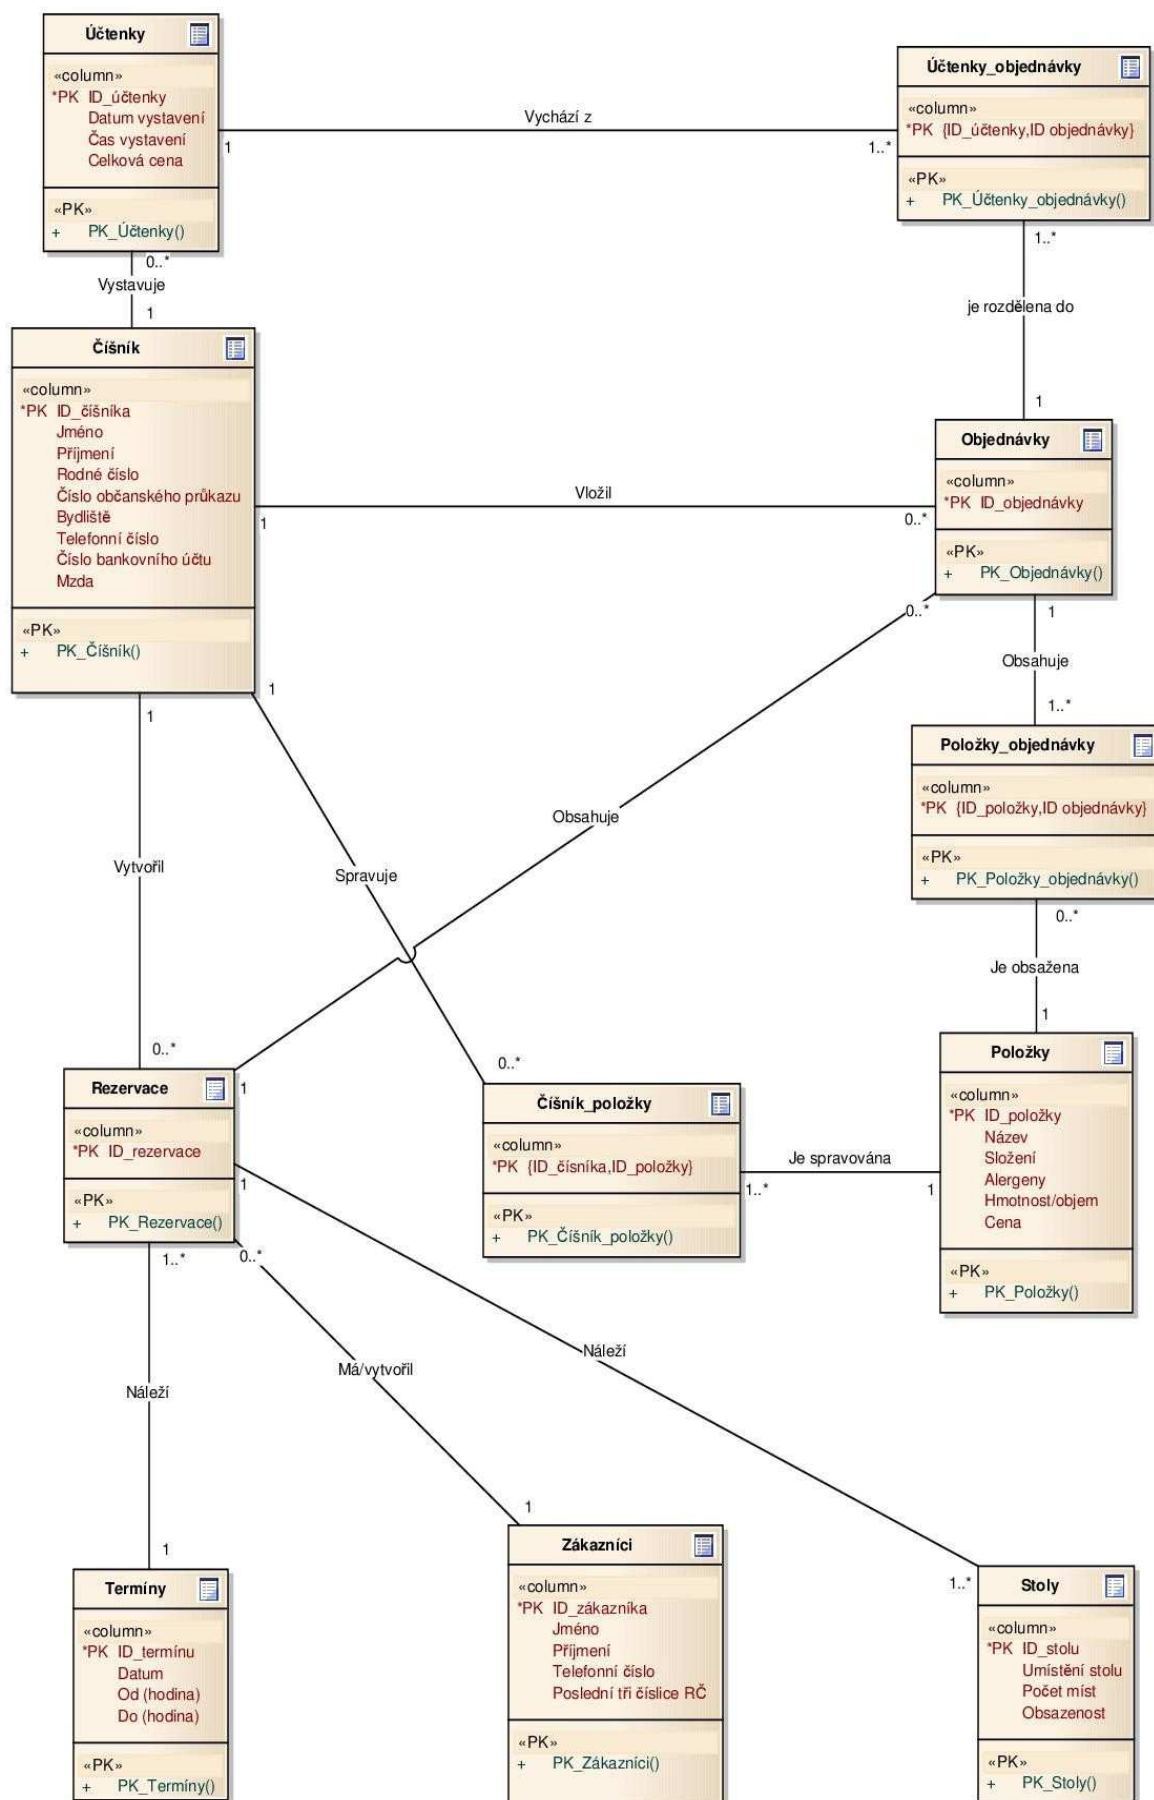 Účtenky
«column»
*PK ID_účtenky
Datum vystavení
Čas vystavení
Celková cena
«PK»
+ PK_Účtenky()
Účtenky_objednávky
«column»
*PK {ID_účtenky,ID objednávky}
«PK»
+ PK_Účtenky_objednávky()
Vychází z
1
1..*
0..*
Vystavuje
1
1..*
je rozdělena do
1
Číšník
«column»
*PK ID_číšníka
Jméno
Příjmení
Rodné číslo
Číslo občanského průkazu
Bydliště
Telefonní číslo
Číslo bankovního účtu
Mzda
«PK»
+ PK_Číšník()
Vložil
1
0..*
Objednávky
«column»
*PK ID_objednávky
«PK»
+ PK_Objednávky()
0..*
1
Obsahuje
1..*
1
1
Položky_objednávky
«column»
*PK {ID_položky,ID objednávky}
«PK»
+ PK_Položky_objednávky()
Obsahuje
Vytvořil
Spravuje
0..*
Je obsažena
1
0..*
0..*
Rezervace
«column»
*PK ID_rezervace
«PK»
+ PK_Rezervace()
1
1
Číšník_položky
«column»
*PK {ID_čísníka,ID_položky}
«PK»
+ PK_Číšník_položky()
Je spravována
1..*
1
Položky
«column»
*PK ID_položky
Název
Složení
Alergeny
Hmotnost/objem
Cena
«PK»
+ PK_Položky()
1..*
0..*
Náleží
Má/vytvořil
Náleží
1
1
1..*
Termíny
«column»
*PK ID_termínu
Datum
Od (hodina)
Do (hodina)
«PK»
+ PK_Termíny()
Zákazníci
«column»
*PK ID_zákazníka
Jméno
Příjmení
Telefonní číslo
Poslední tři číslice RČ
«PK»
+ PK_Zákazníci()
Stoly
«column»
*PK ID_stolu
Umístění stolu
Počet míst
Obsazenost
«PK»
+ PK_Stoly()